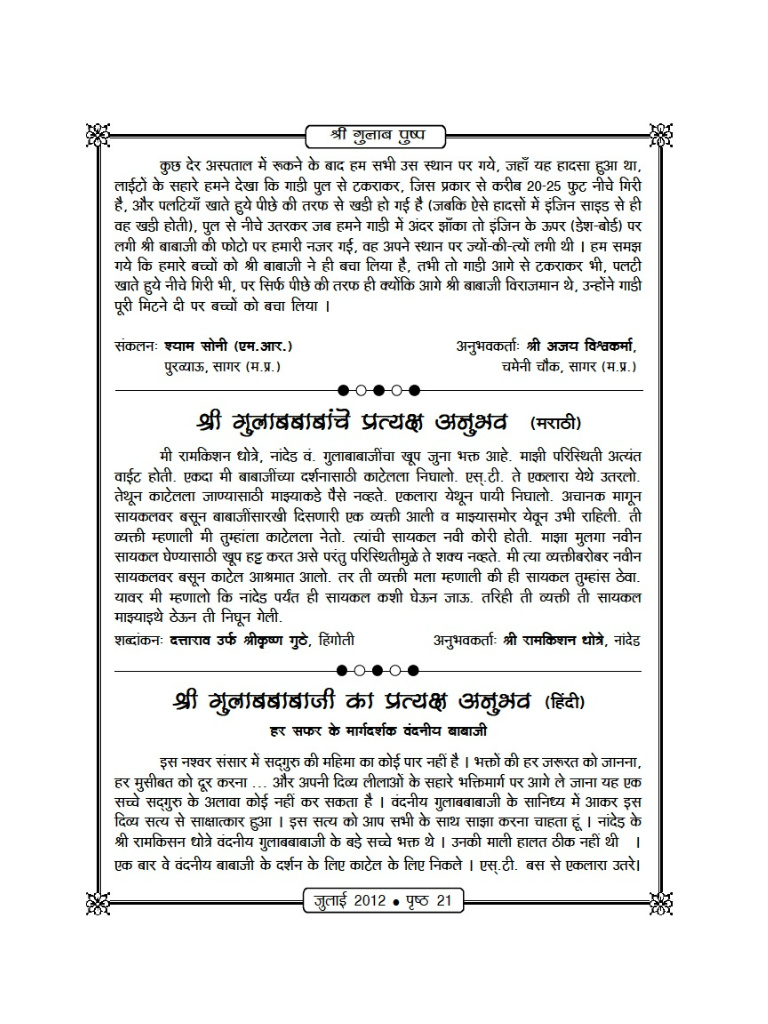 श्री गुलाब पुष्प
कुछ देर अस्पताल में रूकने के बाद हम सभी उस स्थान पर गये, जहाँ यह हादसा हुआ था,
लाईटों के सहारे हमने देखा कि गाडी पुल से टकराकर, जिस प्रकार से करीब 20-25 फुट नीचे गिरी
है, और पलटियाँ खाते हुये पीछे की तरफ से खडी हो गई है (जबकि ऐसे हादसों में इंजिन साइड से ही
वह खडी होती), पुल से नीचे उतरकर जब हमने गाडी में अंदर झाँका तो इंजिन के ऊपर (डेश-बोर्ड) पर
लगी श्री बाबाजी की फोटो पर हमारी नजर गई, वह अपने स्थान पर ज्यों-की-त्यों लगी थी । हम समझ
गये कि हमारे बच्चों को श्री बाबाजी ने ही बचा लिया है, तभी तो गाडी आगे से टकराकर भी, पलटी
खाते हुये नीचे गिरी भी, पर सिर्फ पीछे की तरफ ही क्योंकि आगे श्री बाबाजी विराजमान थे, उन्होंने गाडी
पूरी मिटने दी पर बच्चों को बचा लिया ।
संकलनः श्याम सोनी (एम.आर.) अनुभवकर्ताः श्री अजय विश्वकर्मा,
पुरव्याऊ, सागर (म.प्र.) चमेनी चौक, सागर (म.प्र.)
श्री गुलाबबाबांचे प्रत्यक्ष अनुभव (मराठी)
मी रामकिशन धोत्रे, नांदेड वं. गुलाबाबाजींचा खूप जुना भक्त आहे. माझी परिस्थिती अत्यंत
वाईट होती. एकदा मी बाबाजींच्या दर्शनासाठी काटेलला निघालो. एस्.टी. ते एकलारा येथे उतरलो.
तेथून काटेलला जाण्यासाठी माझ्याकडे पैसे नव्हते. एकलारा येथून पायी निघालो. अचानक मागून
सायकलवर बसून बाबाजींसारखी दिसणारी एक व्यक्ती आली व माझ्यासमोर येवून उभी राहिली. ती
व्यक्ती म्हणाली मी तुम्हांला काटेलला नेतो. त्यांची सायकल नवी कोरी होती. माझा मुलगा नवीन
सायकल घेण्यासाठी खूप हट्ट करत असे परंतु परिस्थितीमुळे ते शक्य नव्हते. मी त्या व्यक्तीबरोबर नवीन
सायकलवर बसून काटेल आश्रमात आलो. तर ती व्यक्ती मला म्हणाली की ही सायकल तुम्हांस ठेवा.
यावर मी म्हणालो कि नांदेड पर्यंत ही सायकल कशी घेऊन जाऊ. तरिही ती व्यक्ती ती सायकल
माझ्याइथे ठेऊन ती निघून गेली.
शब्दांकनः दत्ताराव उर्फ श्रीकृष्ण गुठे, हिंगोती अनुभवकर्ताः श्री रामकिशन धोत्रे, नांदेड
श्री गुलाबबाबाजी का प्रत्यक्ष अनुभव (हिंदी)
हर सफर के मार्गदर्शक वंदनीय बाबाजी
इस नश्वर संसार में सद्‌गुरु की महिमा का कोई पार नहीं है । भक्तों की हर जरूरत को जानना,
हर मुसीबत को दूर करना ... और अपनी दिव्य लीलाओं के सहारे भक्तिमार्ग पर आगे ले जाना यह एक
सच्चे सद्‌गुरु के अलावा कोई नहीं कर सकता है । वंदनीय गुलाबबाबाजी के सानिध्य में आकर इस
दिव्य सत्य से साक्षात्कार हुआ । इस सत्य को आप सभी के साथ साझा करना चाहता हूं । नांदेड के
श्री रामकिसन धोत्रे वंदनीय गुलाबबाबाजी के बडे सच्चे भक्त थे । उनकी माली हालत ठीक नहीं थी ।
एक बार वे वंदनीय बाबाजी के दर्शन के लिए काटेल के लिए निकले । एस्.टी. बस से एकलारा उतरे।
जुलाई 2012 ● पृष्ठ 21